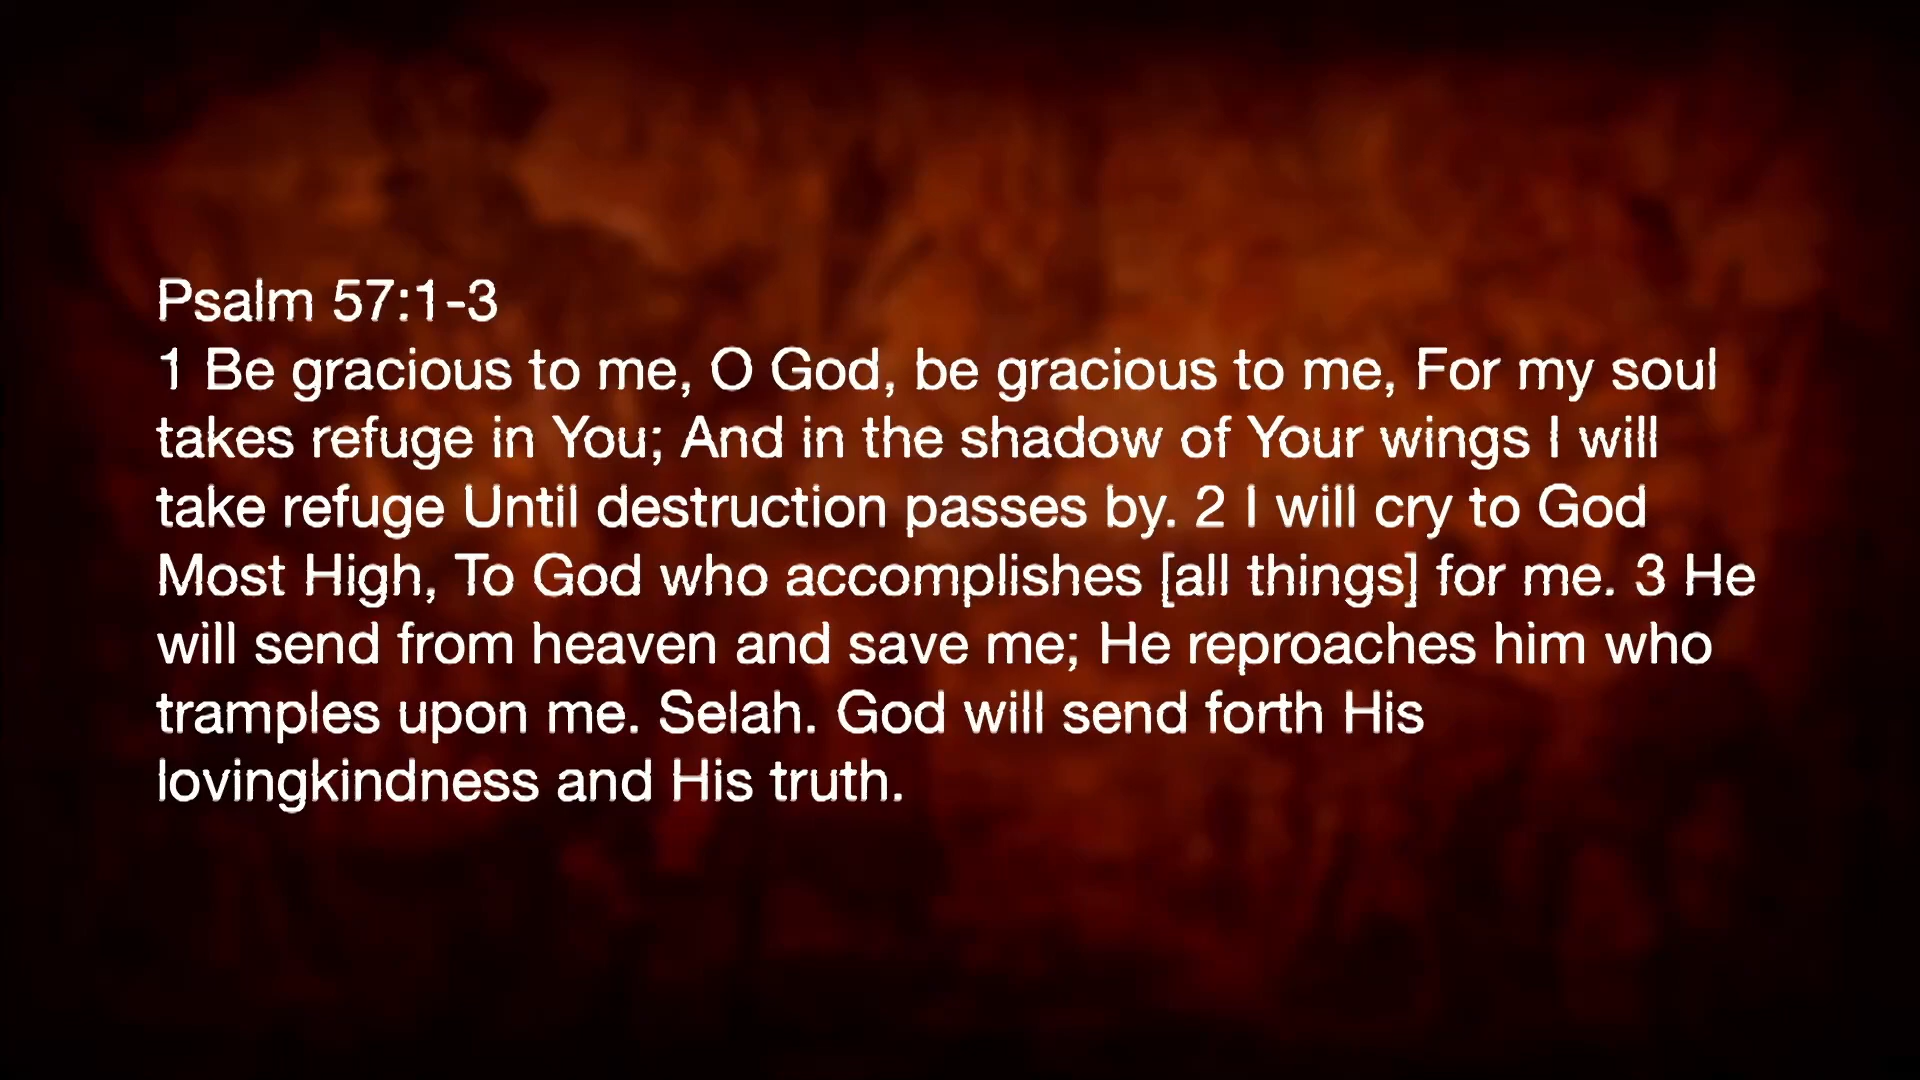 Psalm 57:1-3
1 Be gracious to me, O God, be gracious to me, For my soul
takes refuge in You; And in the shadow of Your wings I will
take refuge Until destruction passes by. 2 I will cry to God
Most High, To God who accomplishes [all things] for me. 3 He
will send from heaven and save me; He reproaches him who
tramples upon me. Selah. God will send forth His
lovingkindness and His truth.